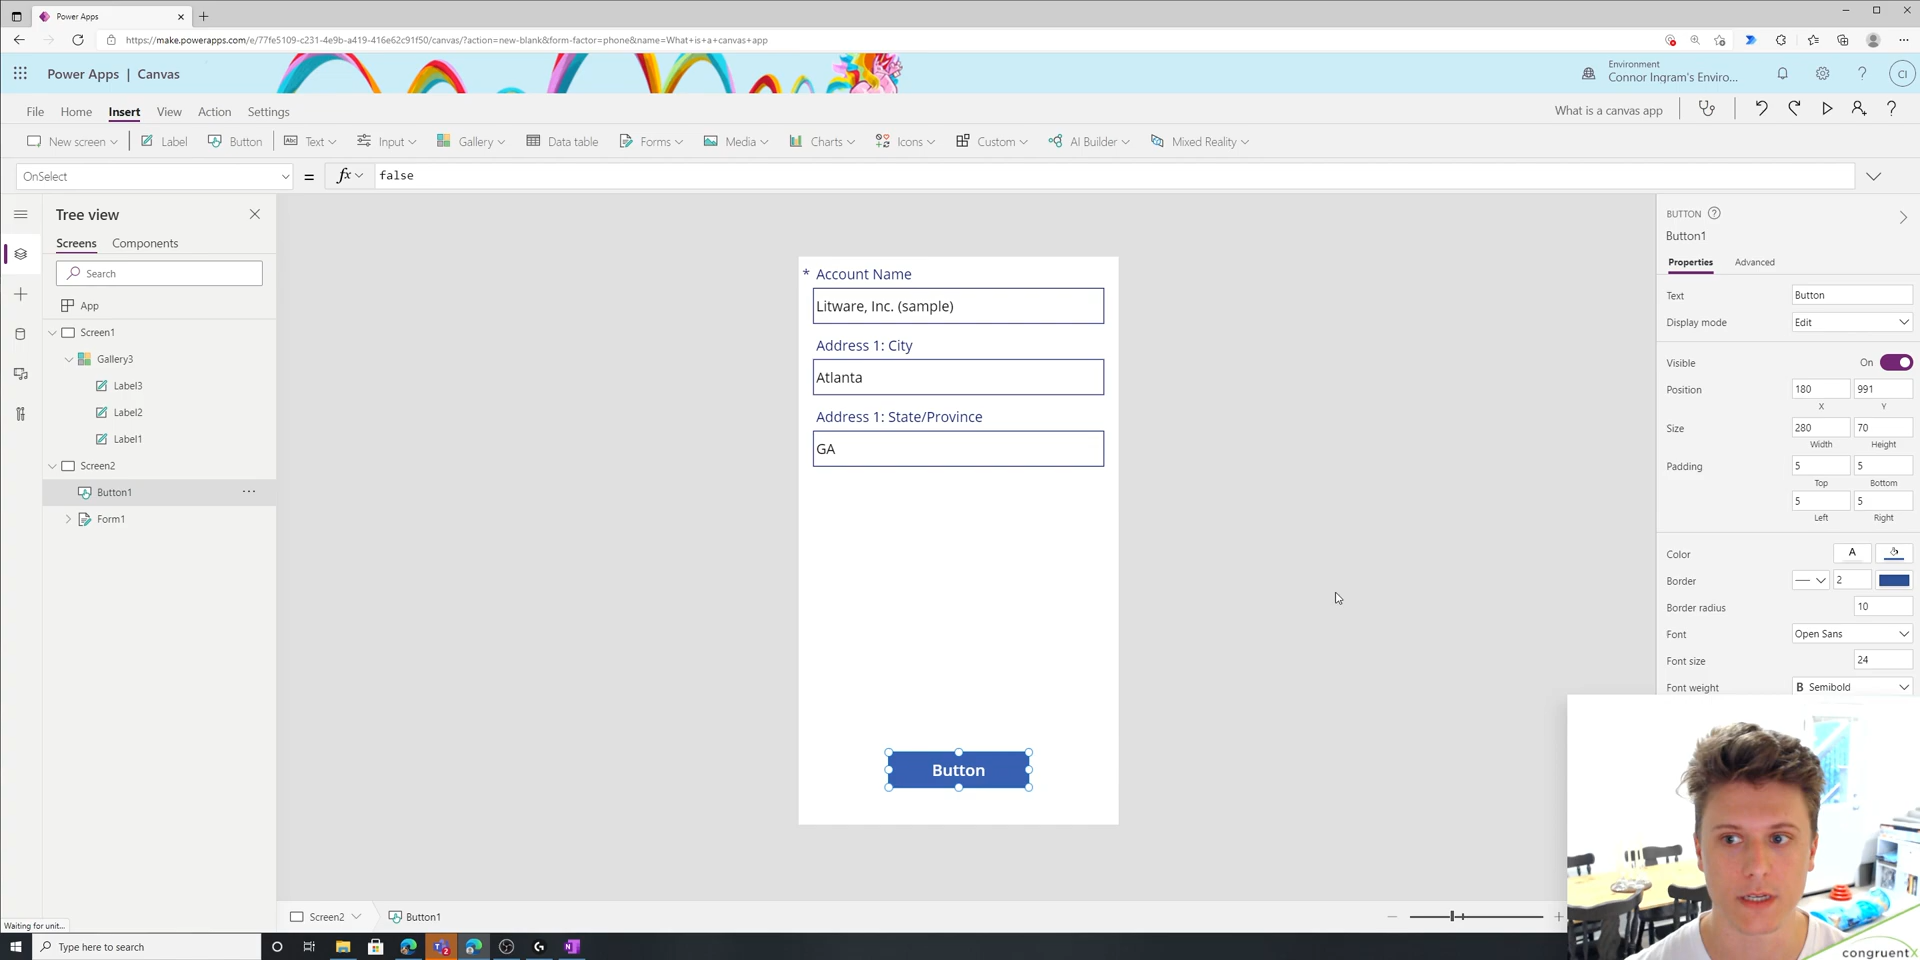 Power Apps
https://make.powerapps.com/e/77fe5109-c231-4e9b-a419-416e62c91f50/canvas/?action=new-blank&form-factor=phone&name=What+is+a+canvas+app
Power Apps | Canvas
Environment
Connor Ingram's Enviro...
CI
File Home Insert View Action Settings
What is a canvas app
New screen Label Button Text Input Gallery Data table Forms Media Charts Icons Custom AI Builder Mixed Reality
OnSelect = fx false
Tree view
Screens Components
Search
App
Screen1
Gallery3
Label3
Label2
Label1
Screen2
Button1 ...
Form1
* Account Name
Litware, Inc. (sample)
Address 1: City
Atlanta
Address 1: State/Province
GA
Button
BUTTON ?
Button1
Properties Advanced
Text Button
Display mode Edit
Visible On
Position 180 991
X Y
Size 280 70
Width Height
Padding 5 5
Top Bottom
5 5
Left Right
Color A
Border 2
Border radius 10
Font Open Sans
Font size 24
Font weight B Semibold
Screen2 Button1
Waiting for unit...
Type here to search
congruentX